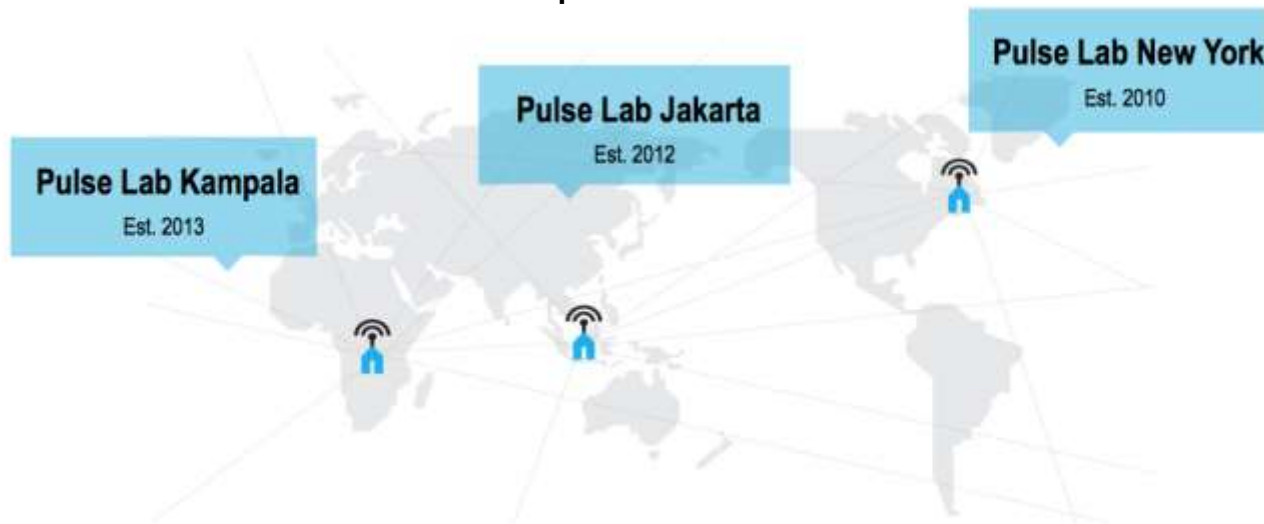 Pulse Lab New York
Est. 2010
Pulse Lab Jakarta
Est. 2012
Pulse Lab Kampala
Est. 2013